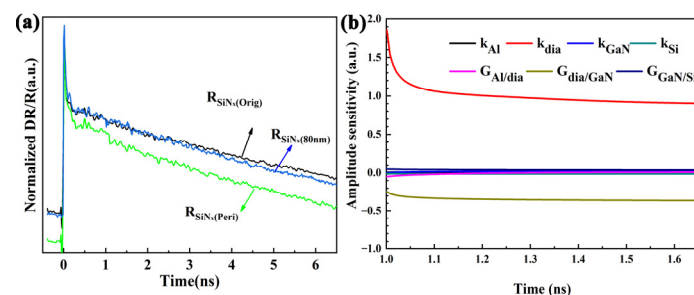 (a)
Normalized DR/R(a.u.)
R_SiNₓ(Orig)
R_SiNₓ(80nm)
R_SiNₓ(Peri)
0 1 2 3 4 5 6
Time(ns)
(b)
Amplitude sensitivity (a.u.)
2.0
1.5
1.0
0.5
0.0
-0.5
-1.0
k_Al k_dia k_GaN k_Si
G_Al/dia G_dia/GaN G_GaN/Si
1.0 1.1 1.2 1.3 1.4 1.5 1.6
Time (ns)